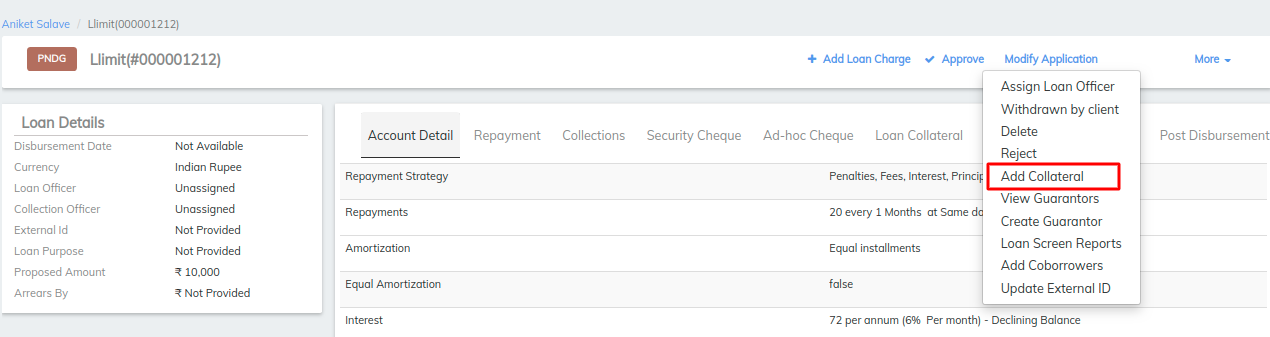 Aniket Salave / Llimit(000001212)
PNDG Llimit(#000001212) Add Loan Charge Approve Modify Application More
Assign Loan Officer
Withdrawn by client
Delete
Reject
Add Collateral
View Guarantors
Create Guarantor
Loan Screen Reports
Add Coborrowers
Update External ID
Loan Details
Disbursement Date Not Available
Currency Indian Rupee
Loan Officer Unassigned
Collection Officer Unassigned
External Id Not Provided
Loan Purpose Not Provided
Proposed Amount ₹ 10,000
Arrears By ₹ Not Provided
Account Detail Repayment Collections Security Cheque Ad-hoc Cheque Loan Collateral Post Disbursement
Repayment Strategy Penalties, Fees, Interest,
Repayments 20 every 1 Months at Same
Amortization Equal installments
Equal Amortization false
Interest 72 per annum (6% Per month) - Declining Balance